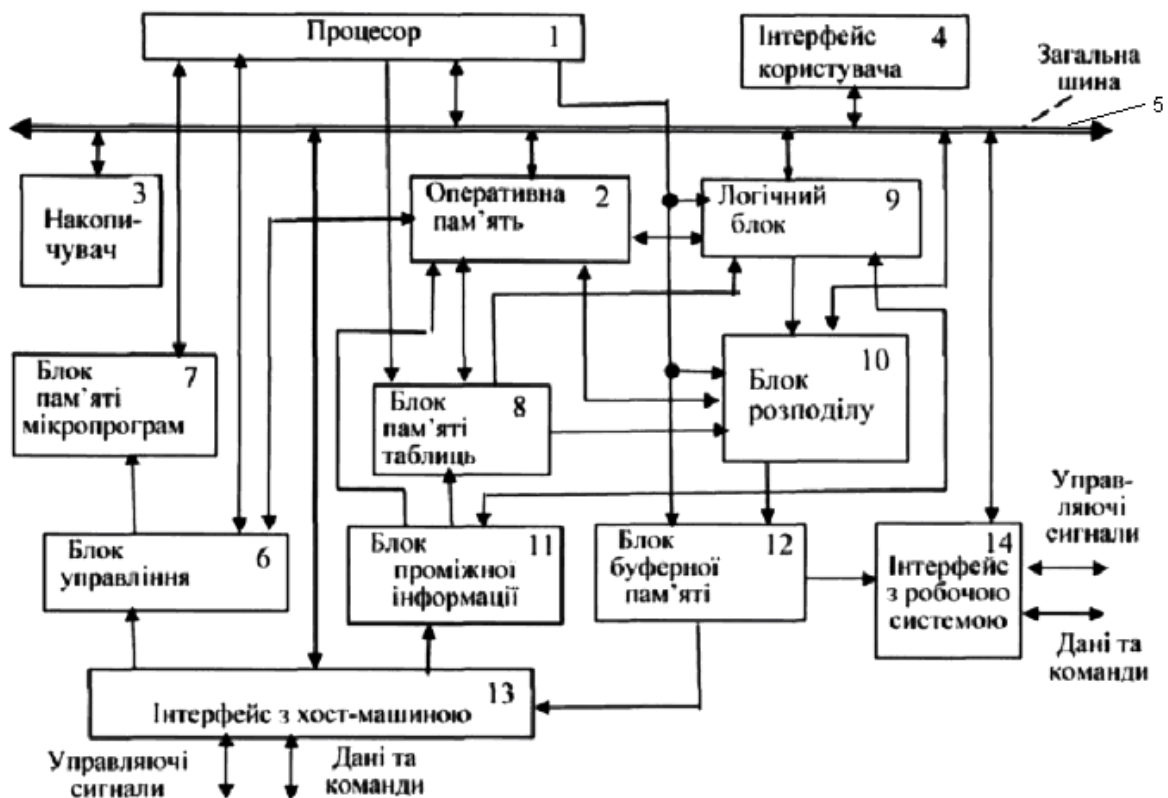 Процесор 1
Інтерфейс 4
користувача
Загальна
шина
5
3
Накопи-
чувач
Оперативна 2
пам’ять
Логічний 9
блок
Блок 7
пам’яті
мікропрограм
Блок 8
пам’яті
таблиць
10
Блок
розподілу
Блок 6
управління
Блок 11
проміжної
інформації
Блок 12
буферної
пам’яті
14
Інтерфейс
з робочою
системою
Управ-
ляючі
сигнали
Дані та
команди
13
Інтерфейс з хост-машиною
Управляючі
сигнали
Дані та
команди